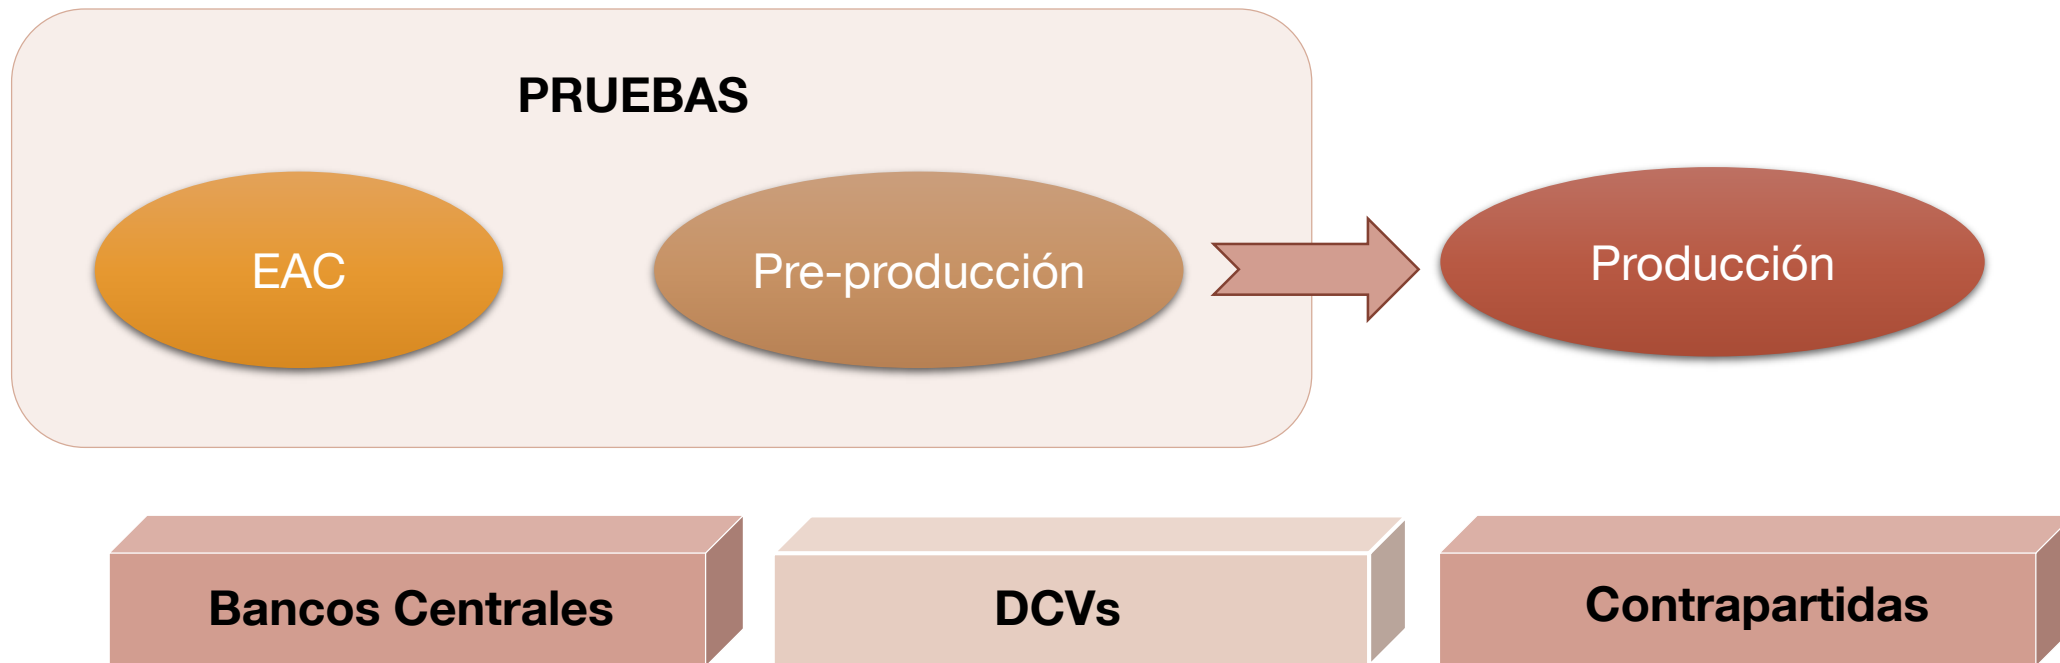 PRUEBAS
EAC
Pre-producción
Producción
Bancos Centrales
DCVs
Contrapartidas